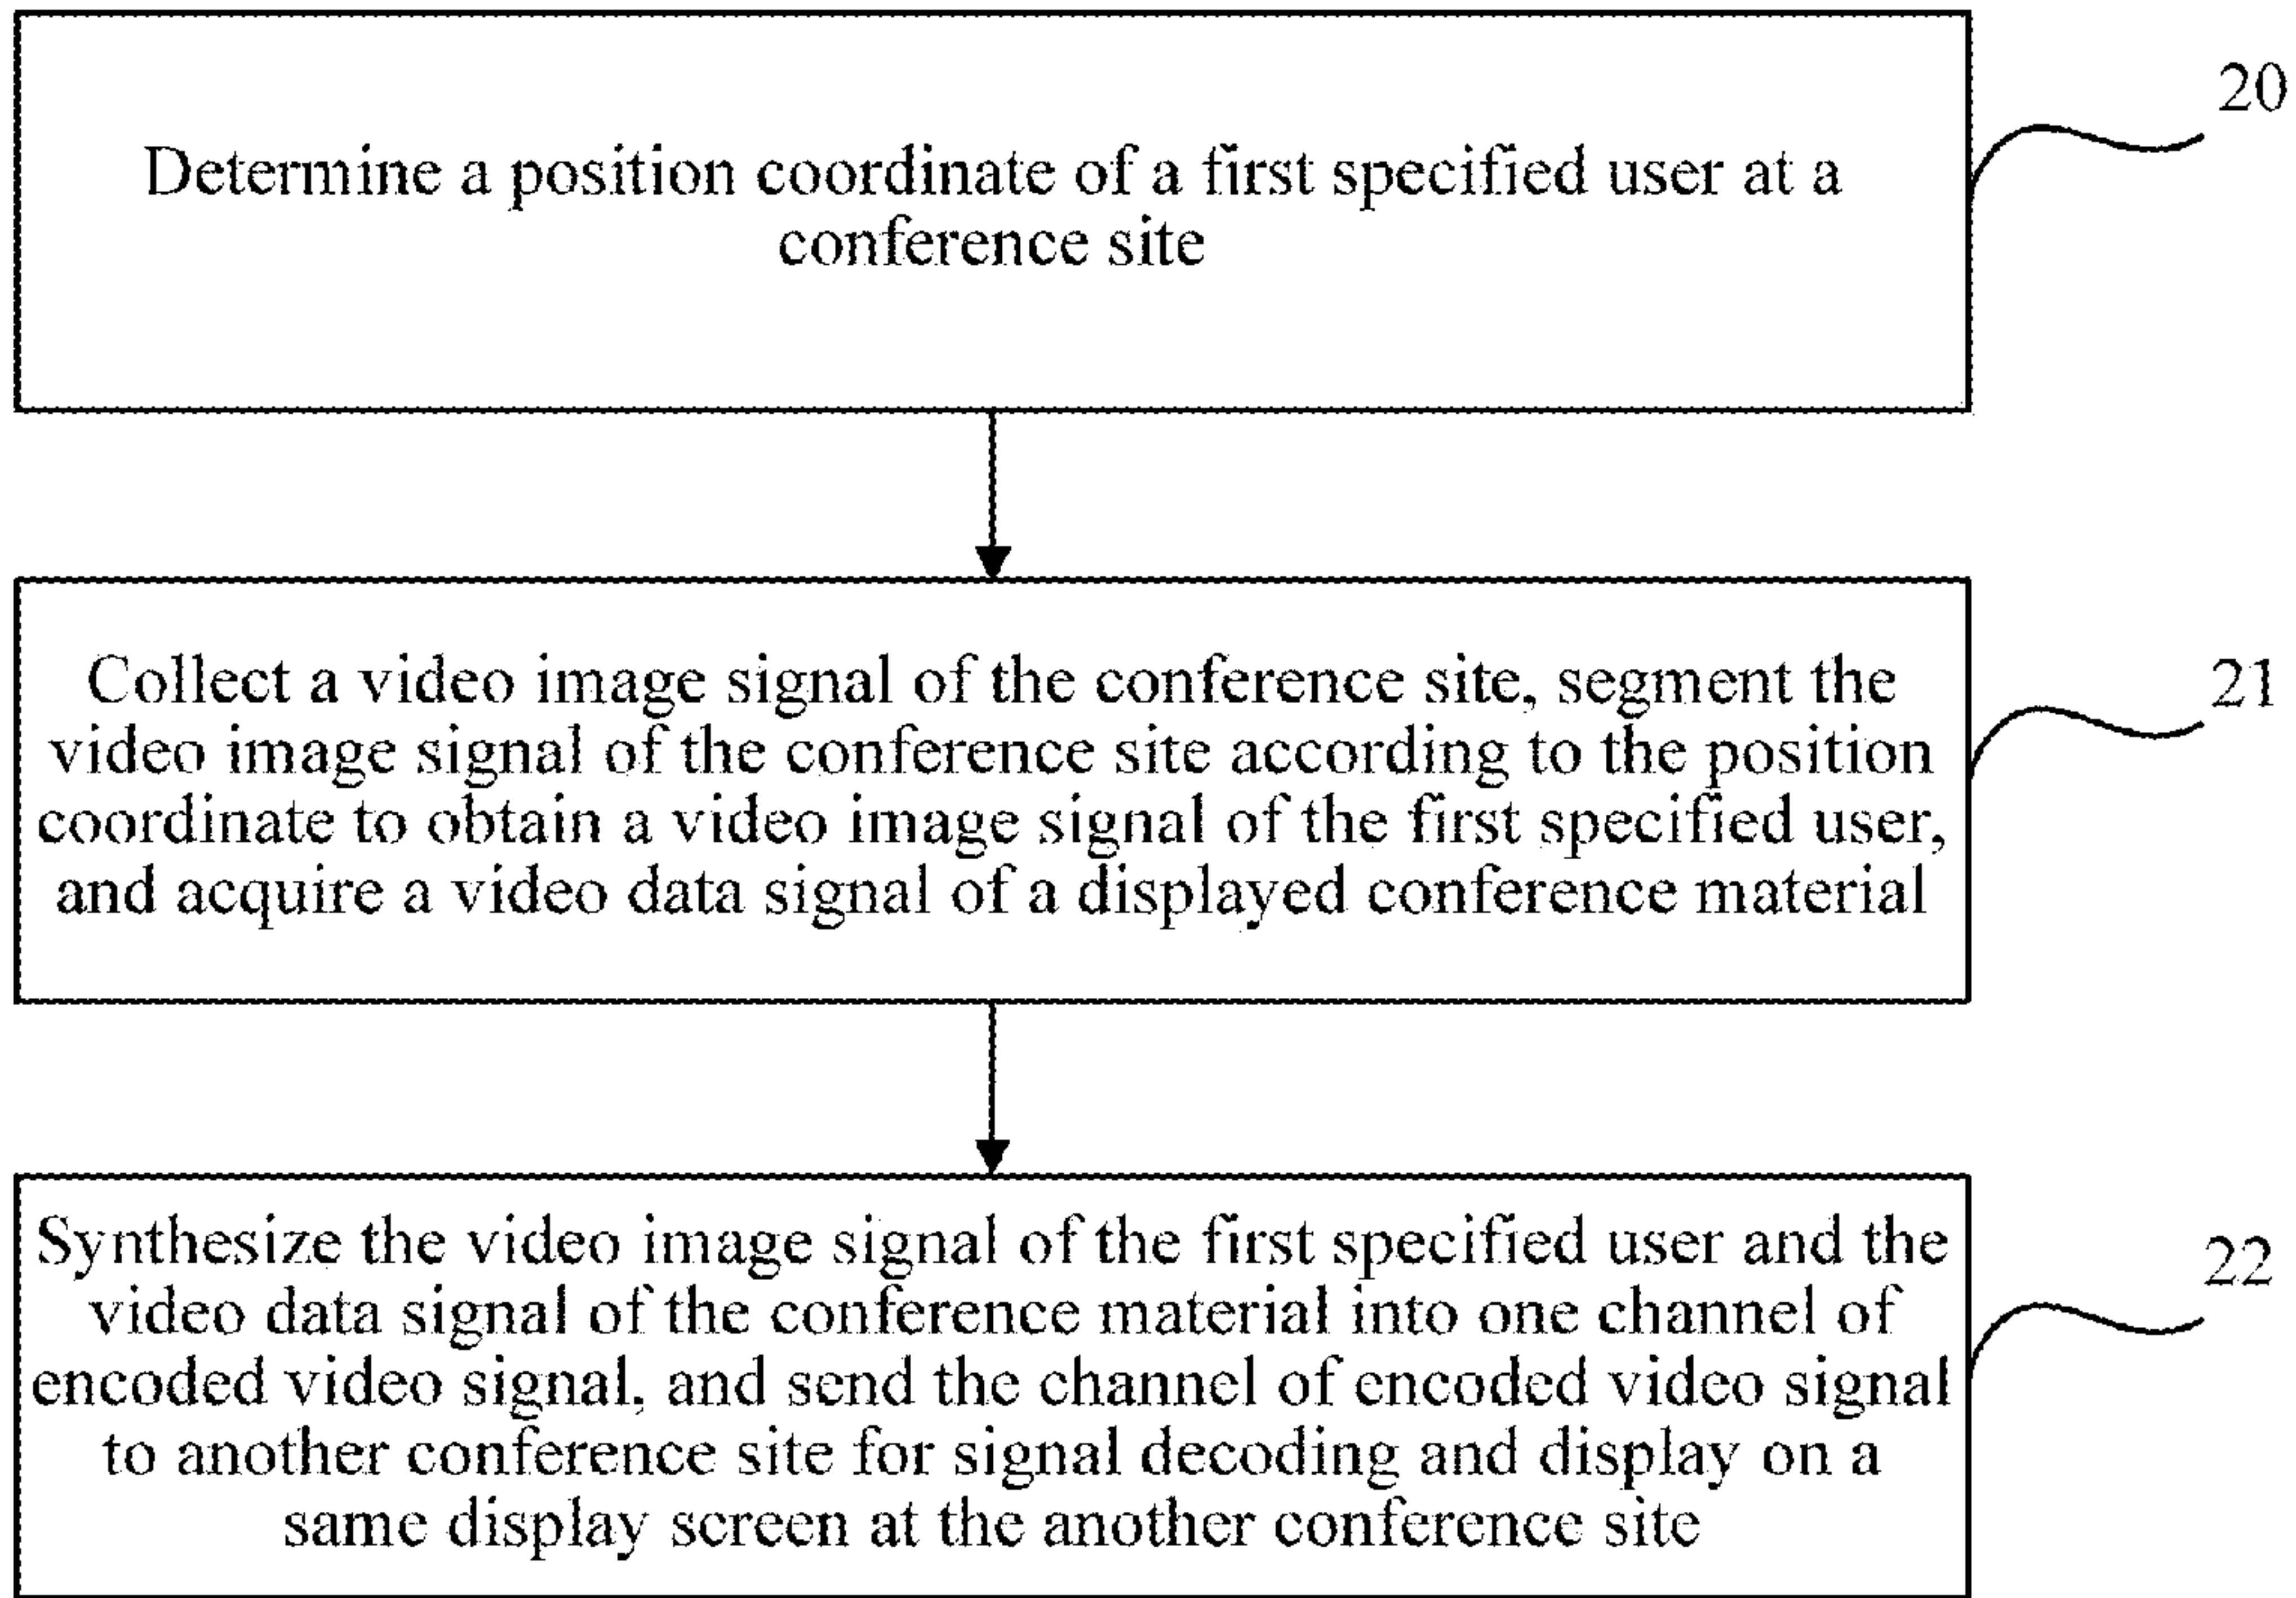 20
Determine a position coordinate of a first specified user at a
conference site
Collect a video image signal of the conference site, segment the
21
video image signal of the conference site according to the position
coordinate to obtain a video image signal of the first specified user,
and acquire a video data signal of a displayed conference material
Synthesize the video image signal of the first specified user and the
22
video data signal of the conference material into one channel of
encoded video signal, and send the channel of encoded video signal
to another conference site for signal decoding and display on a
same display screen at the another conference site